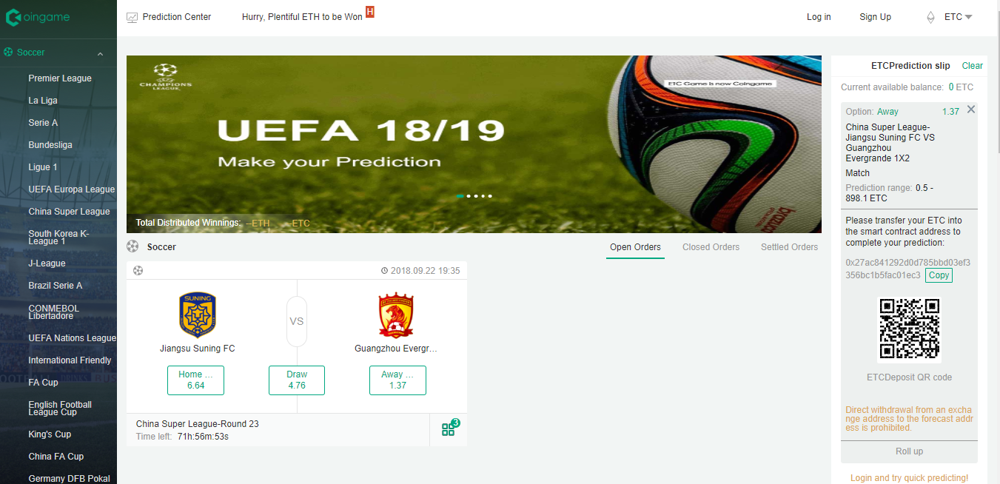 oingame
Prediction Center
Hurry, Plentiful ETH to be Won
H
Log in
Sign Up
ETC
Soccer
Premier League
La Liga
Serie A
Bundesliga
Ligue 1
UEFA Europa League
China Super League
South Korea K-
League 1
J-League
Brazil Serie A
CONMEBOL
Libertadore
UEFA Nations League
International Friendly
FA Cup
English Football
League Cup
King's Cup
China FA Cup
Germany DFB Pokal
UEFA
CHAMPIONS
LEAGUE
ETC Game is now Coingame
UEFA 18/19
Make your Prediction
brazuca
Total Distributed Winnings: --ETH --ETC
Soccer
Open Orders
Closed Orders
Settled Orders
2018.09.22 19:35
SUNING
VS
Jiangsu Suning FC
Guangzhou Evergr...
Home ...
6.64
Draw
4.76
Away ...
1.37
China Super League-Round 23
Time left: 71h:56m:53s
3
ETCPrediction slip
Clear
Current available balance: 0 ETC
Option: Away
1.37
China Super League-
Jiangsu Suning FC VS
Guangzhou
Evergrande 1X2
Match
Prediction range: 0.5 -
898.1 ETC
Please transfer your ETC into
the smart contract address to
complete your prediction:
0x27ac841292d0d785bbd03ef3
356bc1b5fac01ec3 Copy
ETCDeposit QR code
Direct withdrawal from an excha
nge address to the forecast addr
ess is prohibited.
Roll up
Login and try quick predicting!